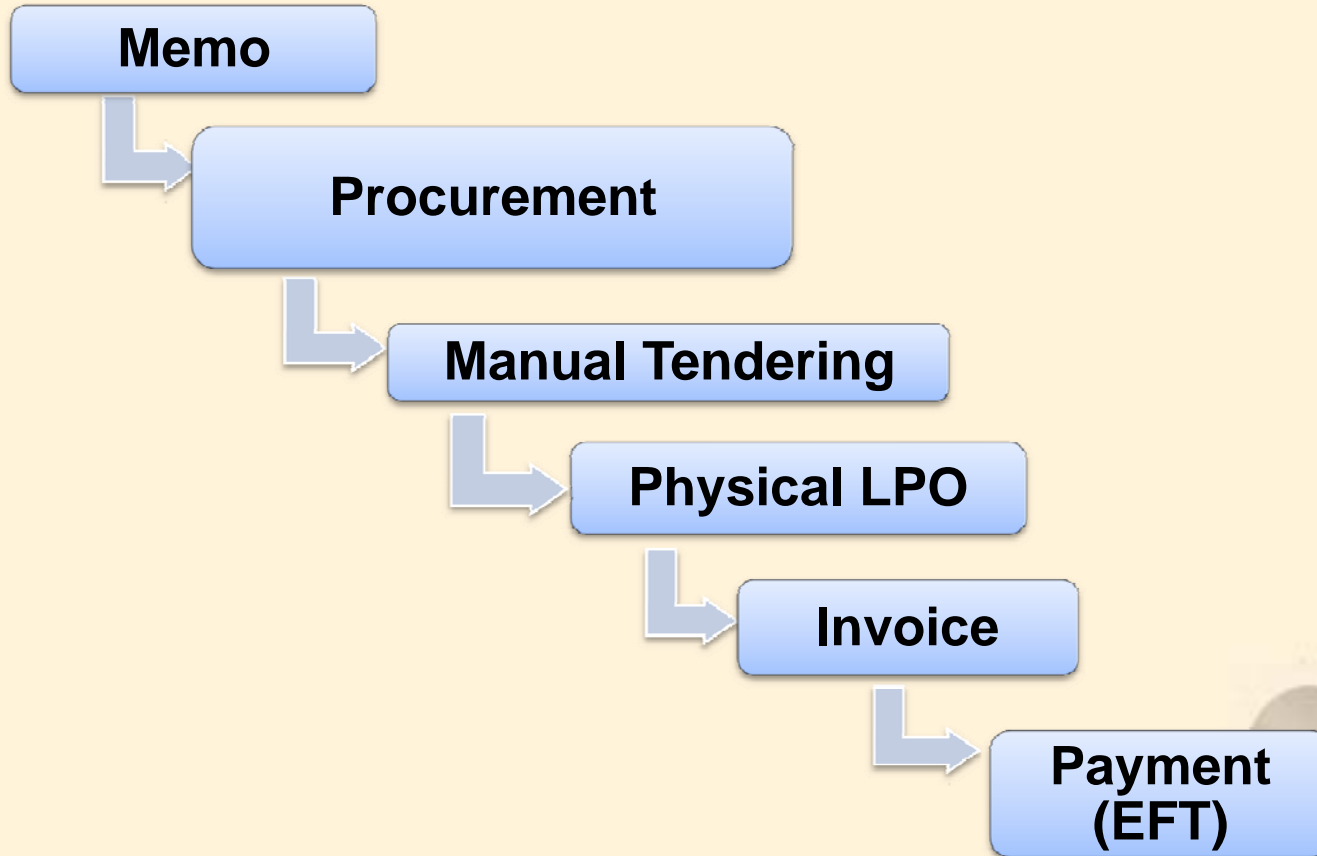 Memo
Procurement
Manual Tendering
Physical LPO
Invoice
Payment
(EFT)